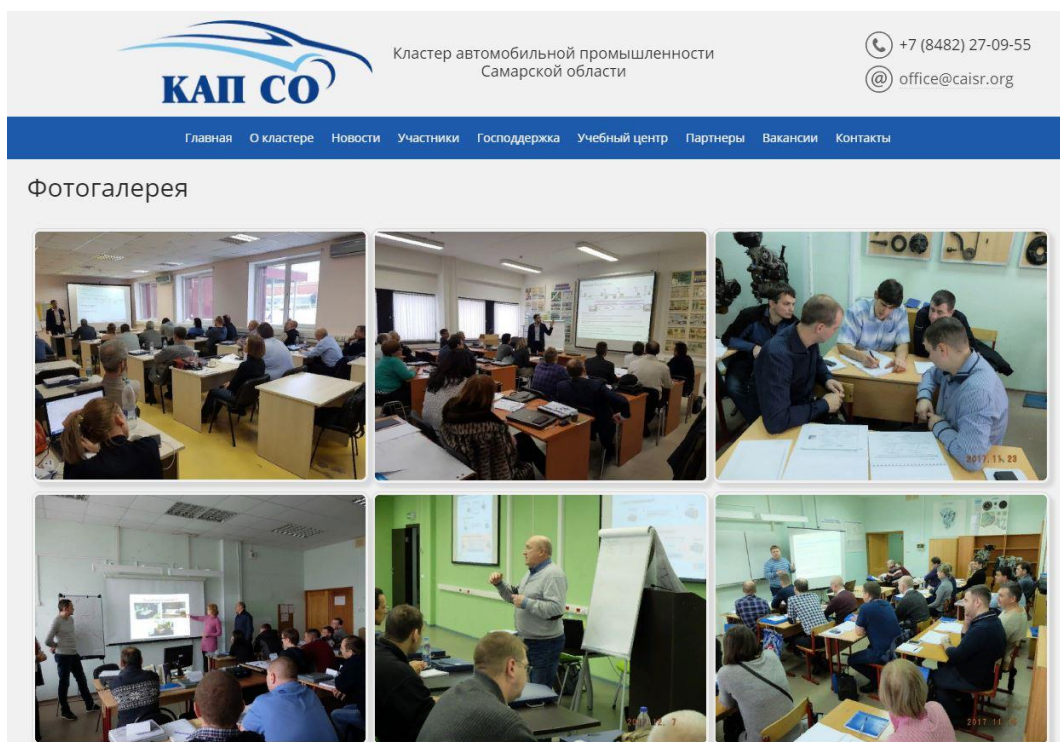 КАП СО
Кластер автомобильной промышленности
Самарской области
+7 (8482) 27-09-55
@ office@caisr.org
Главная О кластере Новости Участники Господдержка Учебный центр Партнеры Вакансии Контакты
Фотогалерея
2017.11.23